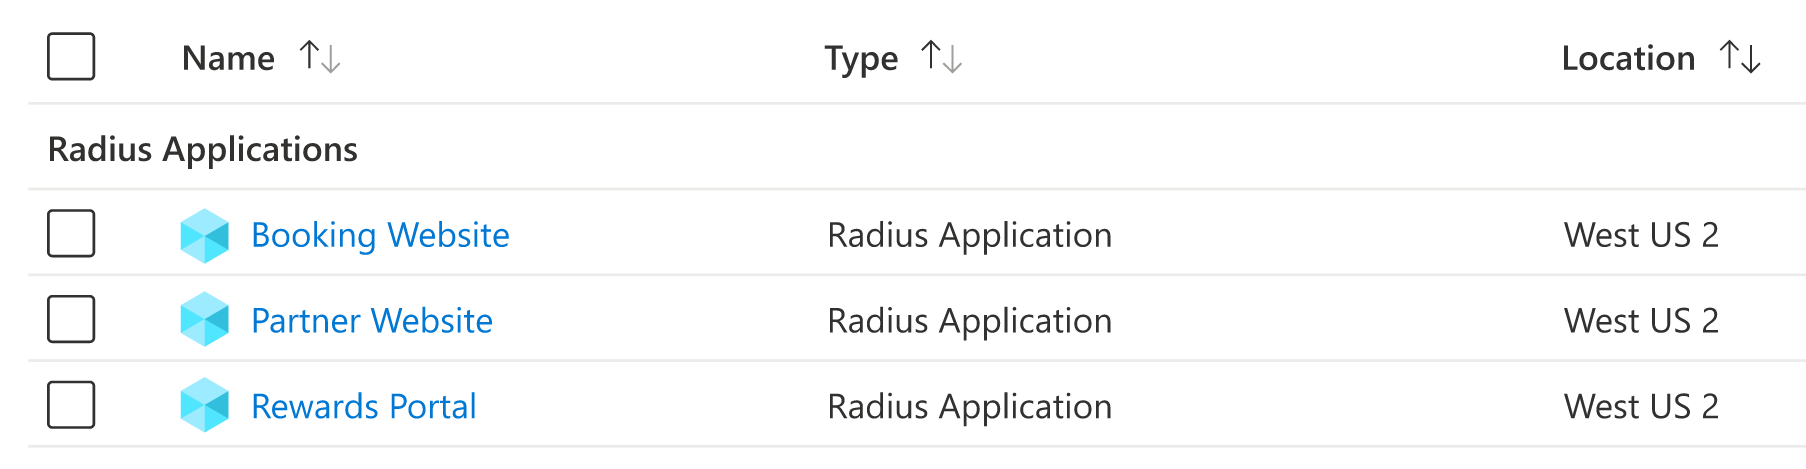 Name ↑↓ Type ↑↓ Location ↑↓
Radius Applications
Booking Website Radius Application West US 2
Partner Website Radius Application West US 2
Rewards Portal Radius Application West US 2